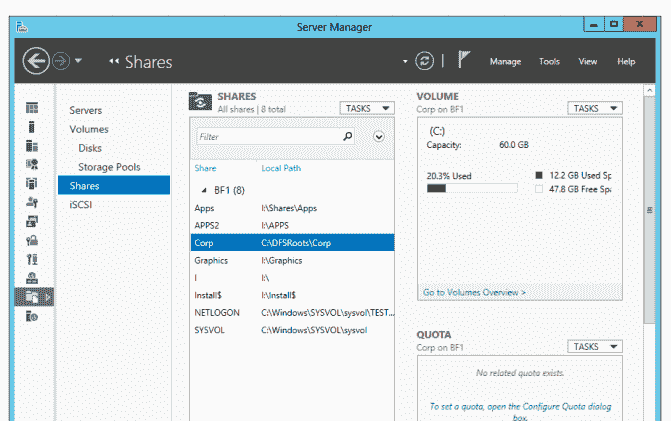 Server Manager
Shares
Manage Tools View Help
Servers
Volumes
Disks
Storage Pools
Shares
iSCSI
SHARES
All shares | 8 total
TASKS
Filter
Share Local Path
BF1 (8)
Apps I:\Shares\Apps
APPS2 I:\APPS
Corp C:\DFSRoots\Corp
Graphics I:\Graphics
I I:\
Install$ I:\Install$
NETLOGON C:\Windows\SYSVOL\sysvol\TEST...
SYSVOL C:\Windows\SYSVOL\sysvol
VOLUME
Corp on BF1
TASKS
(C:)
Capacity: 60.0 GB
20.3% Used
12.2 GB Used Sp
47.8 GB Free Spa
Go to Volumes Overview >
QUOTA
Corp on BF1
TASKS
No related quota exists.
To set a quota, open the Configure Quota dialog
box.